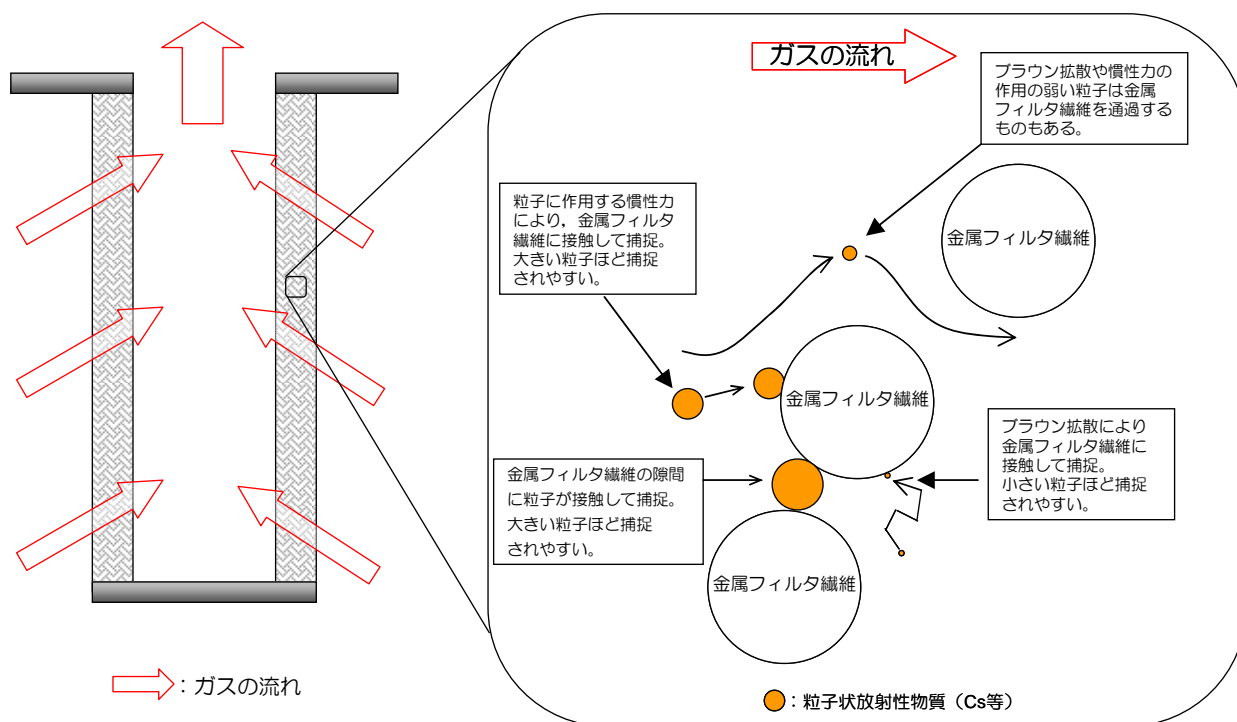 ガスの流れ
ブラウン拡散や慣性力の
作用の弱い粒子は金属
フィルタ繊維を通過する
ものもある。
粒子に作用する慣性力
により，金属フィルタ
繊維に接触して捕捉。
大きい粒子ほど捕捉
されやすい。
金属フィルタ繊維
金属フィルタ繊維
ブラウン拡散により
金属フィルタ繊維に
接触して捕捉。
小さい粒子ほど捕捉
されやすい。
金属フィルタ繊維の隙間
に粒子が接触して捕捉。
大きい粒子ほど捕捉
されやすい。
金属フィルタ繊維
：ガスの流れ
：粒子状放射性物質（Cs等）